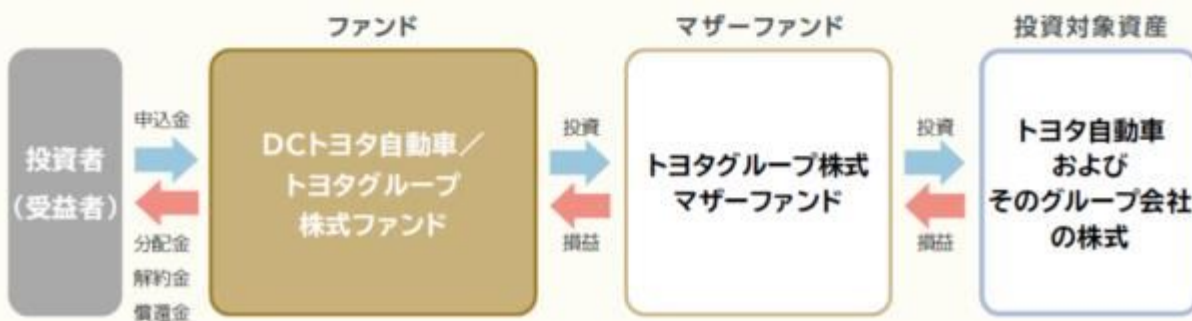 ファンド
マザーファンド
投資対象資産
投資者
(受益者)
申込金
分配金
解約金
償還金
DCトヨタ自動車/
トヨタグループ
株式ファンド
投資
損益
トヨタグループ株式
マザーファンド
投資
損益
トヨタ自動車
および
そのグループ会社
の株式